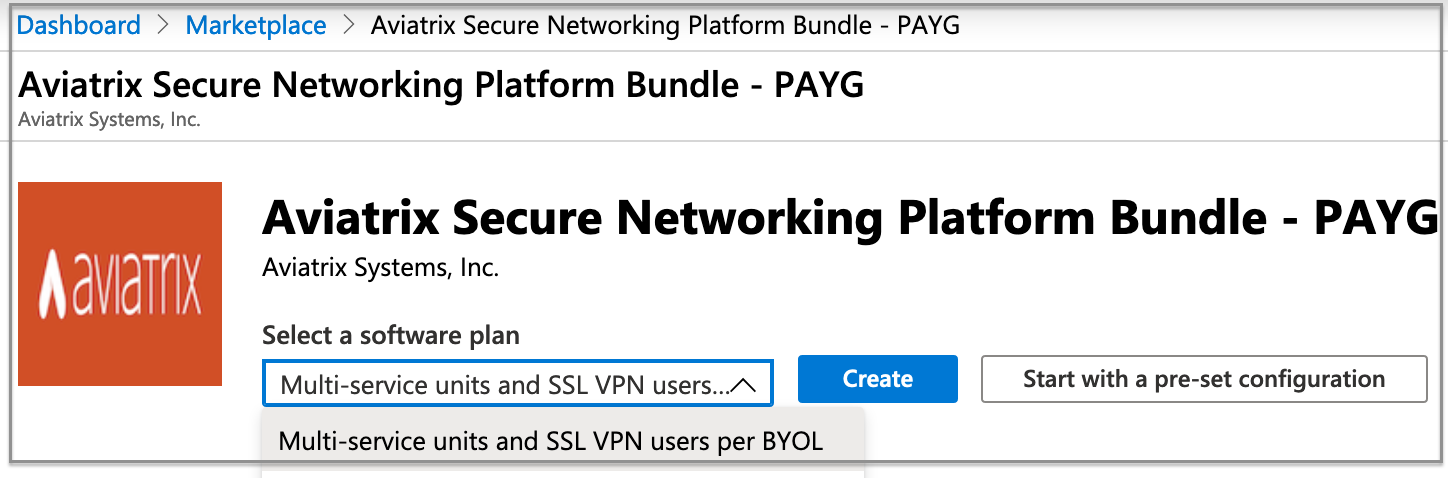 Dashboard > Marketplace > Aviatrix Secure Networking Platform Bundle - PAYG
Aviatrix Secure Networking Platform Bundle - PAYG
Aviatrix Systems, Inc.
aviatrix
Aviatrix Secure Networking Platform Bundle - PAYG
Aviatrix Systems, Inc.
Select a software plan
Multi-service units and SSL VPN users...
Create
Start with a pre-set configuration
Multi-service units and SSL VPN users per BYOL